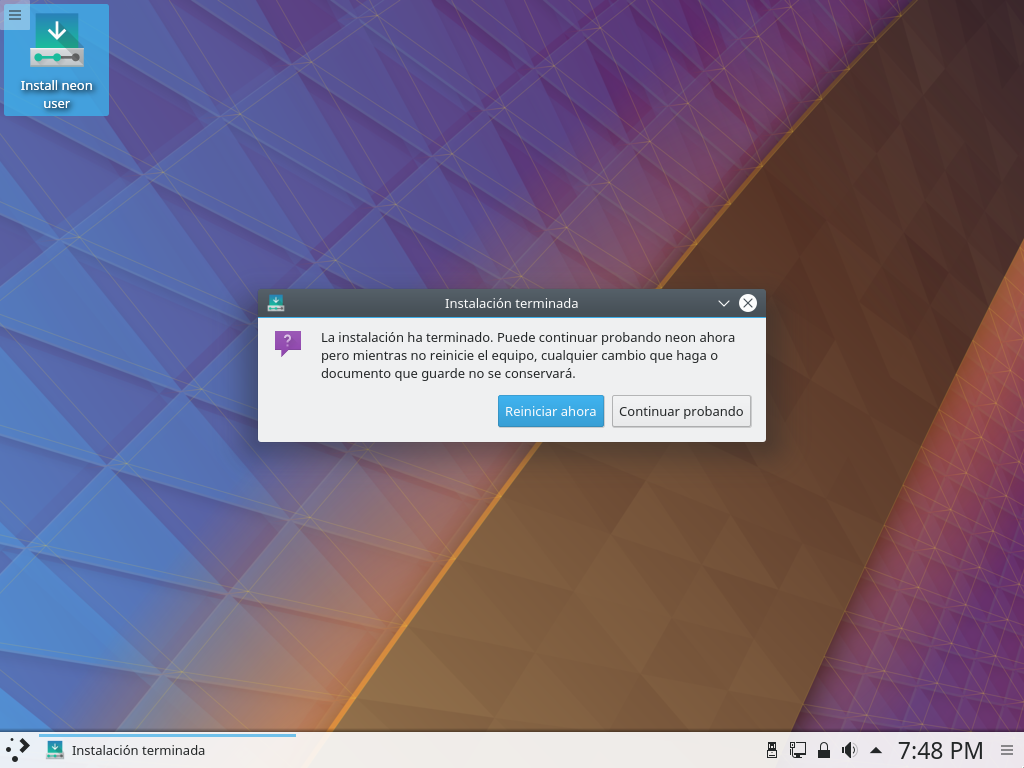 Install neon
user
Instalación terminada
La instalación ha terminado. Puede continuar probando neon ahora
pero mientras no reinicie el equipo, cualquier cambio que haga o
documento que guarde no se conservará.
Reiniciar ahora
Continuar probando
Instalación terminada
7:48 PM